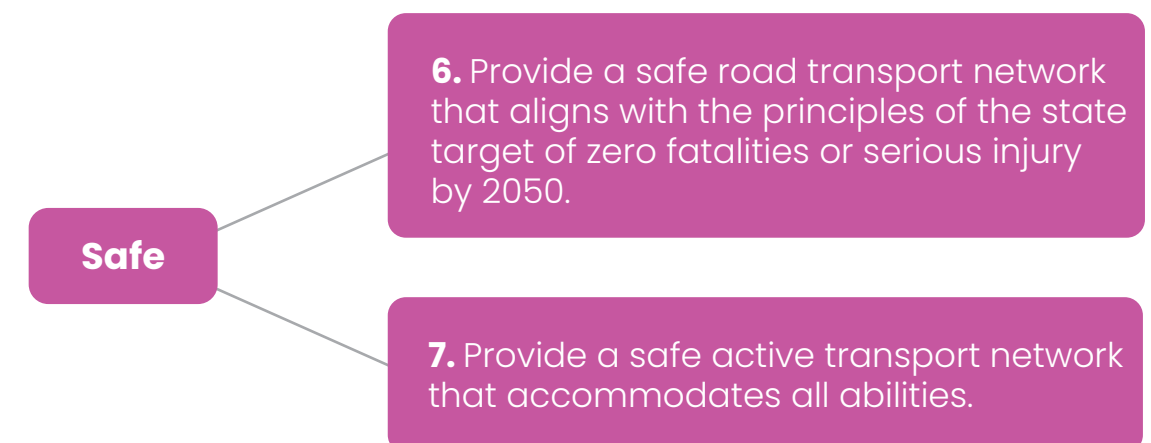 Safe
6. Provide a safe road transport network
that aligns with the principles of the state
target of zero fatalities or serious injury
by 2050.
7. Provide a safe active transport network
that accommodates all abilities.